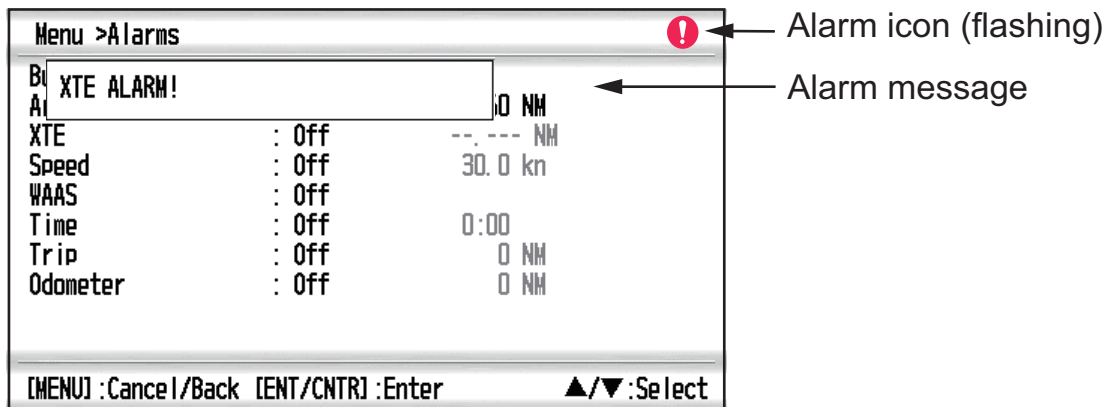 Menu >Alarms
Alarm icon (flashing)
XTE ALARM!
Alarm message
NM
XTE : Off --.--- NM
Speed : Off 30.0 kn
WAAS : Off
Time : Off 0:00
Trip : Off 0 NM
Odometer : Off 0 NM
[MENU]:Cancel/Back [ENT/CNTR]:Enter ▲/▼:Select